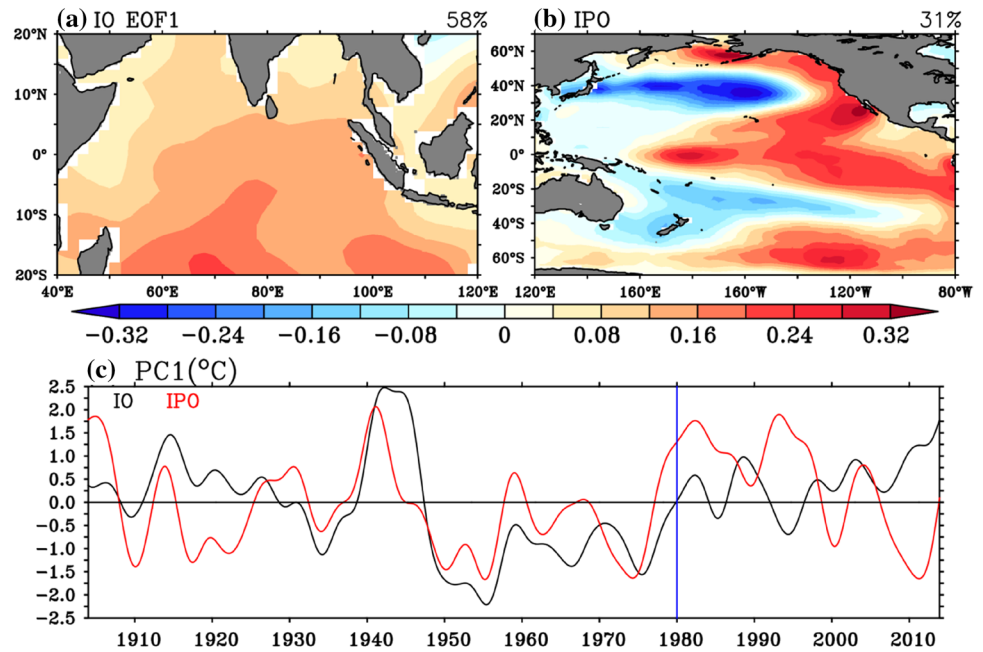 (a) IO EOF1 58%
(b) IPO 31%
20°N
10°N
0°
10°S
20°S
40°E 60°E 80°E 100°E 120°E
60°N
40°N
20°N
0°
20°S
40°S
60°S
120°E 160°E 160°W 120°W 80°W
-0.32 -0.24 -0.16 -0.08 0 0.08 0.16 0.24 0.32
(c) PC1(°C)
IO IPO
2.5
2.0
1.5
1.0
0.5
0.0
-0.5
-1.0
-1.5
-2.0
-2.5
1910 1920 1930 1940 1950 1960 1970 1980 1990 2000 2010